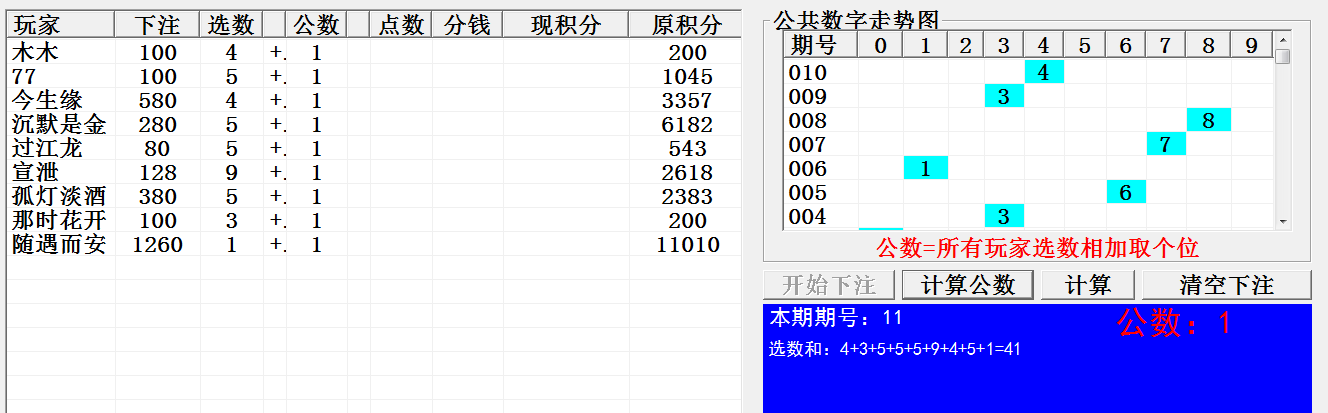 玩家 下注 选数 公数 点数 分钱 现积分 原积分
木木 100 4 +. 1 200
77 100 5 +. 1 1045
今生缘 580 4 +. 1 3357
沉默是金 280 5 +. 1 6182
过江龙 80 5 +. 1 543
宣泄 128 9 +. 1 2618
孤灯淡酒 380 5 +. 1 2383
那时花开 100 3 +. 1 200
随遇而安 1260 1 +. 1 11010
公共数字走势图
期号 0 1 2 3 4 5 6 7 8 9
010 4
009 3
008 8
007 7
006 1
005 6
004 3
公数=所有玩家选数相加取个位
开始下注 计算公数 计算 清空下注
本期期号：11
公数：1
选数和：4+3+5+5+5+9+4+5+1=41